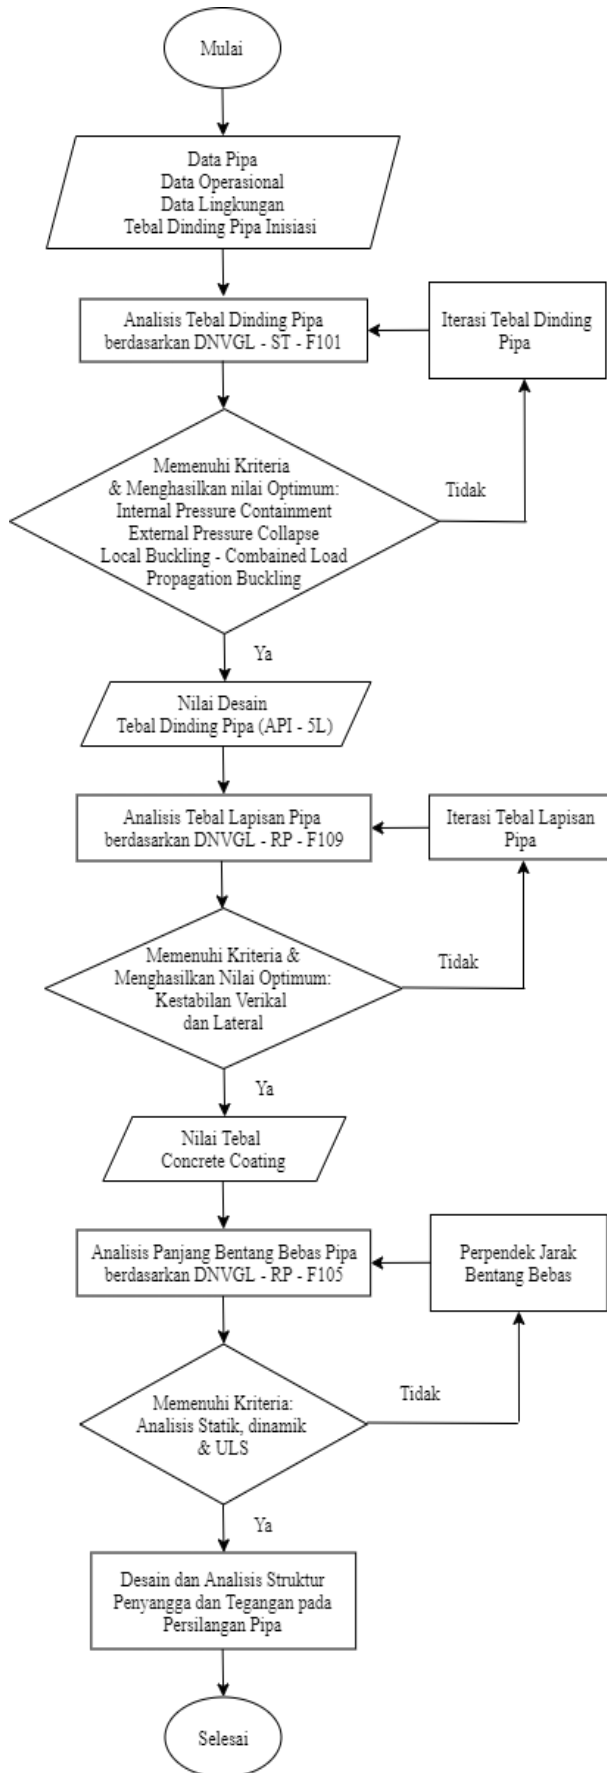 Mulai
Data Pipa
Data Operasional
Data Lingkungan
Tebal Dinding Pipa Inisiasi
Analisis Tebal Dinding Pipa
berdasarkan DNVGL - ST - F101
Iterasi Tebal Dinding
Pipa
Memenuhi Kriteria
& Menghasilkan nilai Optimum:
Internal Pressure Containment
External Pressure Collapse
Local Buckling - Combained Load
Propagation Buckling
Tidak
Ya
Nilai Desain
Tebal Dinding Pipa (API - 5L)
Analisis Tebal Lapisan Pipa
berdasarkan DNVGL - RP - F109
Iterasi Tebal Lapisan
Pipa
Memenuhi Kriteria &
Menghasilkan Nilai Optimum:
Kestabilan Verikal
dan Lateral
Tidak
Ya
Nilai Tebal
Concrete Coating
Analisis Panjang Bentang Bebas Pipa
berdasarkan DNVGL - RP - F105
Perpendek Jarak
Bentang Bebas
Memenuhi Kriteria:
Analisis Statik, dinamik
& ULS
Tidak
Ya
Desain dan Analisis Struktur
Penyangga dan Tegangan pada
Persilangan Pipa
Selesai